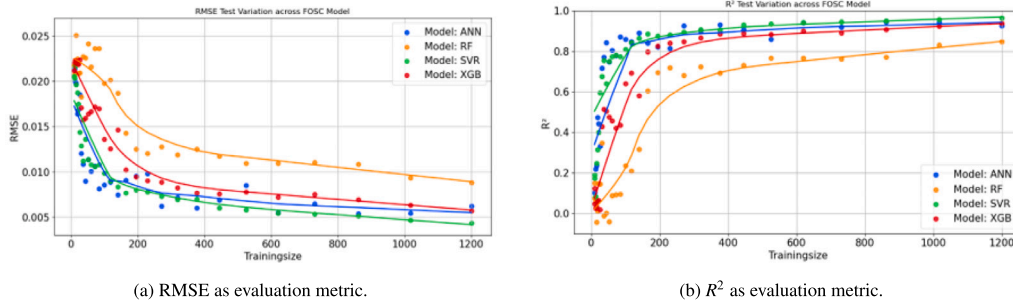 RMSE Test Variation across FOSC Model
RMSE
0.025
0.020
0.015
0.010
0.005
0
200
400
600
800
1000
1200
Trainingsize
Model: ANN
Model: RF
Model: SVR
Model: XGB
(a) RMSE as evaluation metric.
R² Test Variation across FOSC Model
R²
1.0
0.8
0.6
0.4
0.2
0.0
0
200
400
600
800
1000
1200
Trainingsize
Model: ANN
Model: RF
Model: SVR
Model: XGB
(b) R² as evaluation metric.